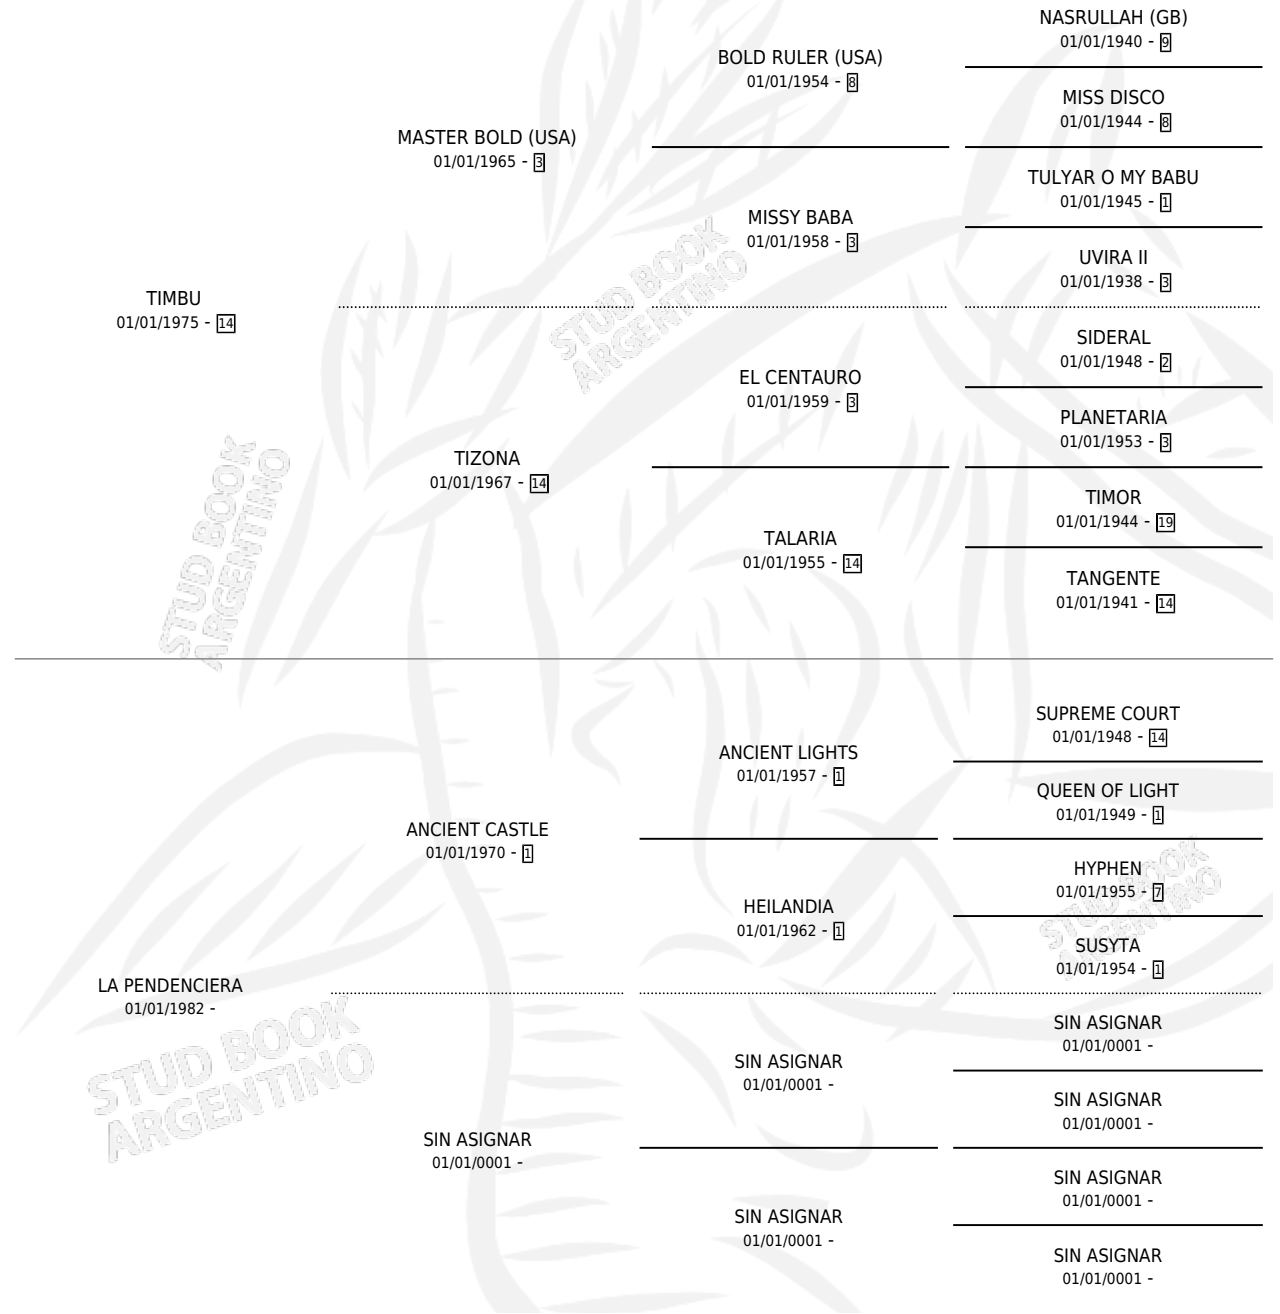 NASRULLAH (GB)
01/01/1940 - 9
BOLD RULER (USA)
01/01/1954 - 8
MISS DISCO
01/01/1944 - 8
MASTER BOLD (USA)
01/01/1965 - 3
TULYAR O MY BABU
01/01/1945 - 1
MISSY BABA
01/01/1958 - 3
UVIRA II
01/01/1938 - 3
TIMBU
01/01/1975 - 14
SIDERAL
01/01/1948 - 2
EL CENTAURO
01/01/1959 - 3
PLANETARIA
01/01/1953 - 3
TIZONA
01/01/1967 - 14
TIMOR
01/01/1944 - 19
TALARIA
01/01/1955 - 14
TANGENTE
01/01/1941 - 14
SUPREME COURT
01/01/1948 - 14
ANCIENT LIGHTS
01/01/1957 - 1
QUEEN OF LIGHT
01/01/1949 - 1
ANCIENT CASTLE
01/01/1970 - 1
HYPHEN
01/01/1955 - 7
HEILANDIA
01/01/1962 - 1
SUSYTA
01/01/1954 - 1
LA PENDENCIERA
01/01/1982 -
SIN ASIGNAR
01/01/0001 -
SIN ASIGNAR
01/01/0001 -
SIN ASIGNAR
01/01/0001 -
SIN ASIGNAR
01/01/0001 -
SIN ASIGNAR
01/01/0001 -
SIN ASIGNAR
01/01/0001 -
SIN ASIGNAR
01/01/0001 -
STUD BOOK
ARGENTINO
STUD BOOK
ARGENTINO
STUD BOOK
ARGENTINO
STUD BOOK
ARGENTINO